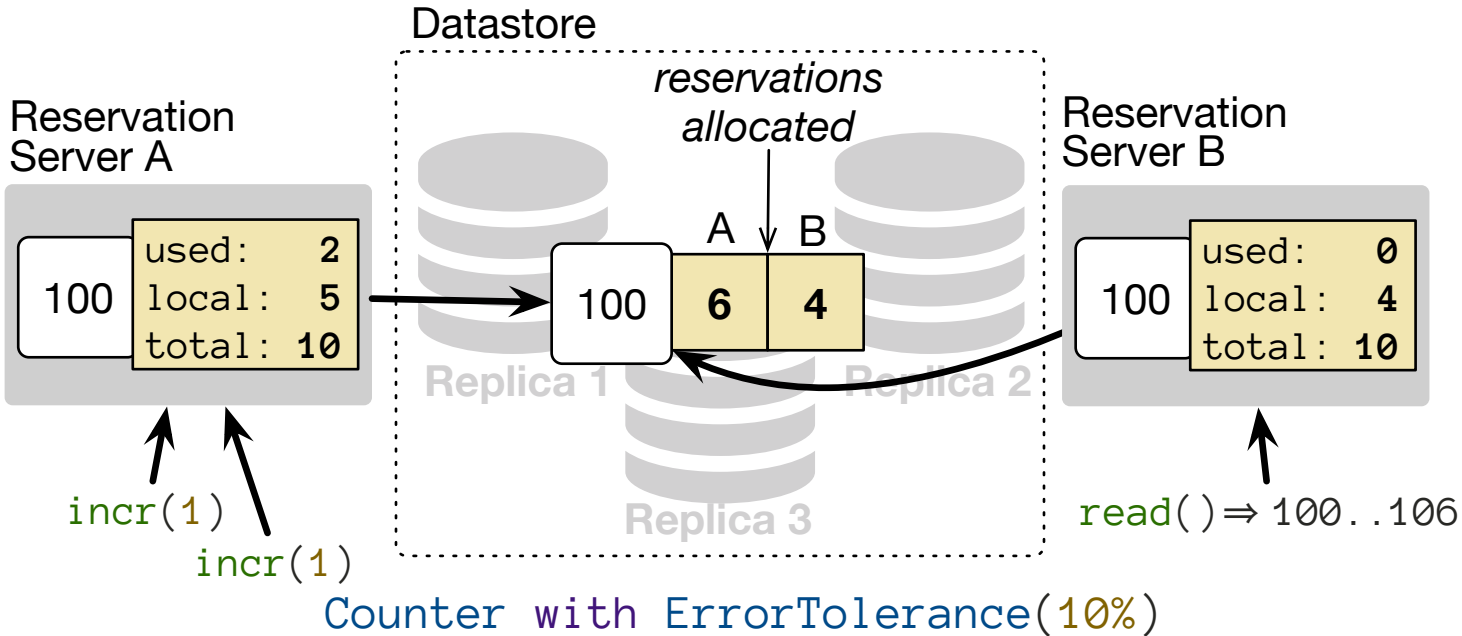 Datastore
reservations
allocated
Reservation
Server A
Reservation
Server B
A B
100
used: 2
local: 5
total: 10
100
6 4
100
used: 0
local: 4
total: 10
Replica 1
Replica 2
Replica 3
incr(1)
incr(1)
read()⇒ 100..106
Counter with ErrorTolerance(10%)